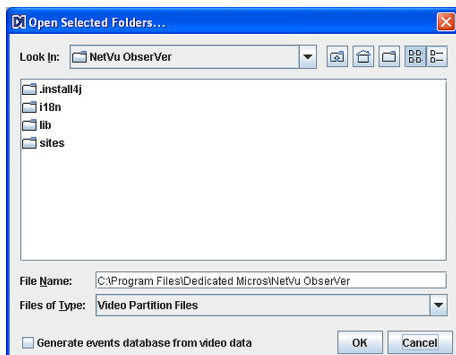 Open Selected Folders...
Look In: NetVu ObserVer
.install4j
i18n
lib
sites
File Name: C:\Program Files\Dedicated Micros\NetVu ObserVer
Files of Type: Video Partition Files
Generate events database from video data
OK Cancel